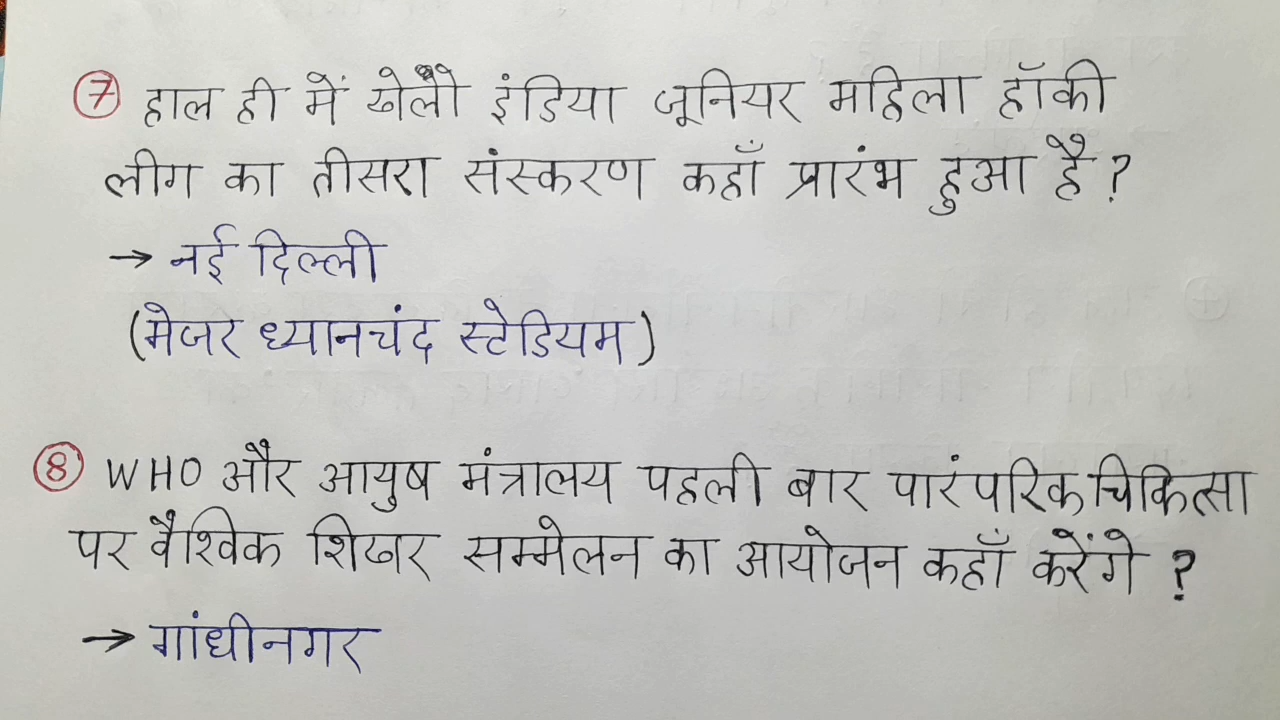 ⑦ हाल ही में खेलो इंडिया जूनियर महिला हॉकी
लीग का तीसरा संस्करण कहाँ प्रारंभ हुआ है ?
→ नई दिल्ली
(मेजर ध्यानचंद स्टेडियम)
⑧ WHO और आयुष मंत्रालय पहली बार पारंपरिक चिकित्सा
पर वैश्विक शिखर सम्मेलन का आयोजन कहाँ करेंगे ?
→ गांधीनगर